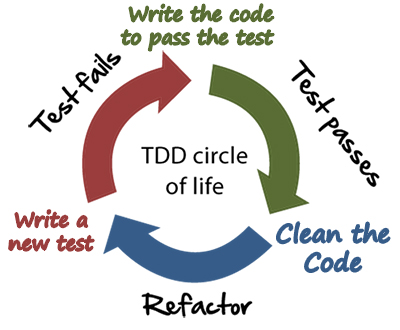 Write the code
to pass the test
Test fails
Test passes
TDD circle
of life
Write a
new test
Clean the
Code
Refactor